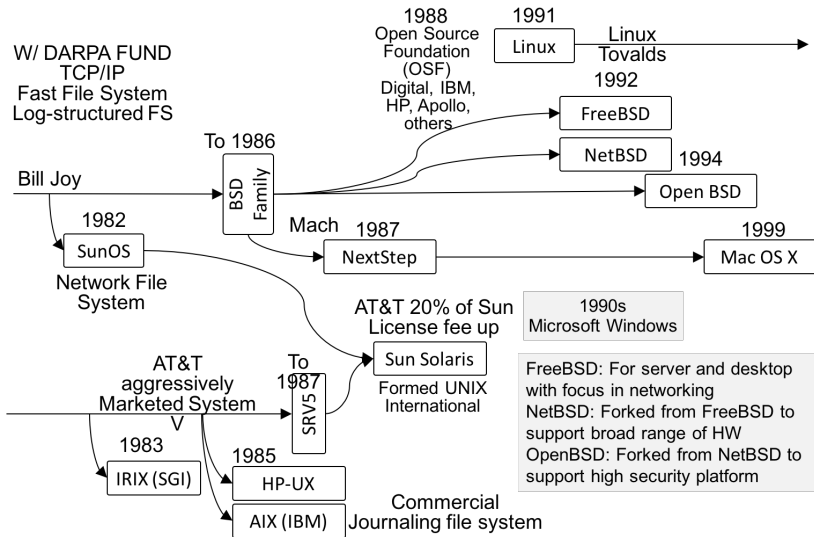 1988
Open Source
Foundation
(OSF)
Digital, IBM,
HP, Apollo,
others
1991
Linux
Linux
Tovalds
W/ DARPA FUND
TCP/IP
Fast File System
Log-structured FS
1992
FreeBSD
NetBSD
1994
Open BSD
To 1986
BSD
Family
Bill Joy
1982
SunOS
Network File
System
Mach
1987
NextStep
1999
Mac OS X
AT&T 20% of Sun
License fee up
Sun Solaris
Formed UNIX
International
1990s
Microsoft Windows
AT&T
aggressively
Marketed System
V
To
1987
SRV5
1983
IRIX (SGI)
1985
HP-UX
AIX (IBM)
Commercial
Journaling file system
FreeBSD: For server and desktop
with focus in networking
NetBSD: Forked from FreeBSD to
support broad range of HW
OpenBSD: Forked from NetBSD to
support high security platform